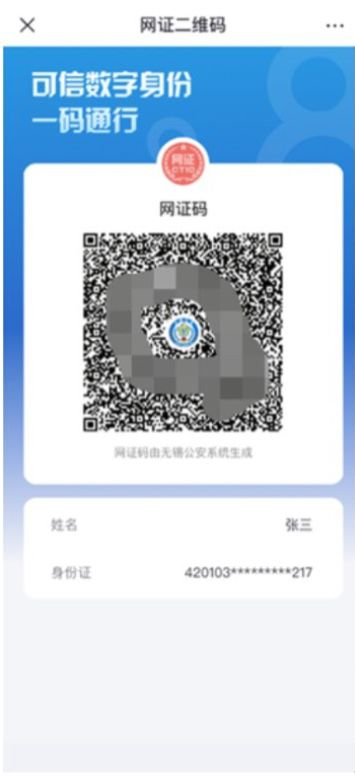 网证二维码
可信数字身份
一码通行
网证
CTID
网证码
网证码由无锡公安系统生成
姓名 张三
身份证 420103*********217